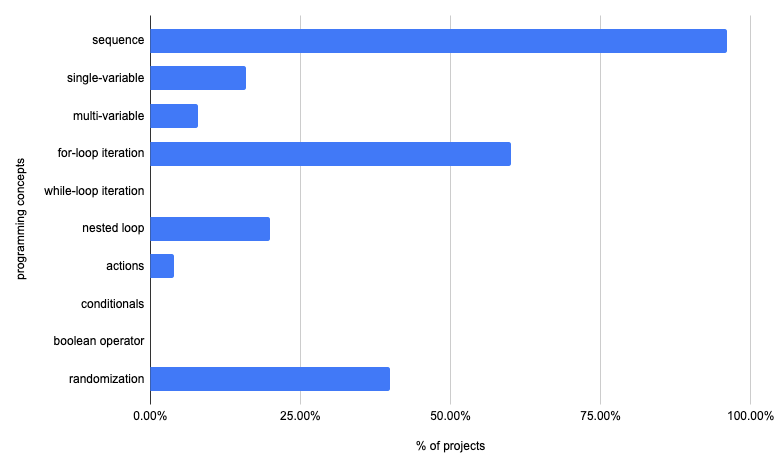 programming concepts
sequence
single-variable
multi-variable
for-loop iteration
while-loop iteration
nested loop
actions
conditionals
boolean operator
randomization
0.00% 25.00% 50.00% 75.00% 100.00%
% of projects